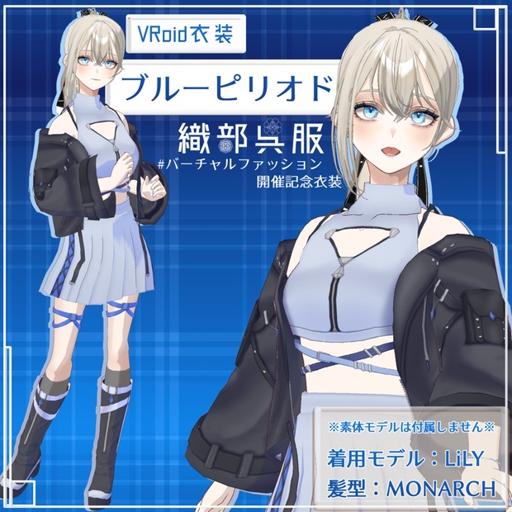 VRoid衣装
ブルーピリオド
織部呉服
#バーチャルファッション
開催記念衣装
※素体モデルは付属しません※
着用モデル：LiLY
髪型：MONARCH